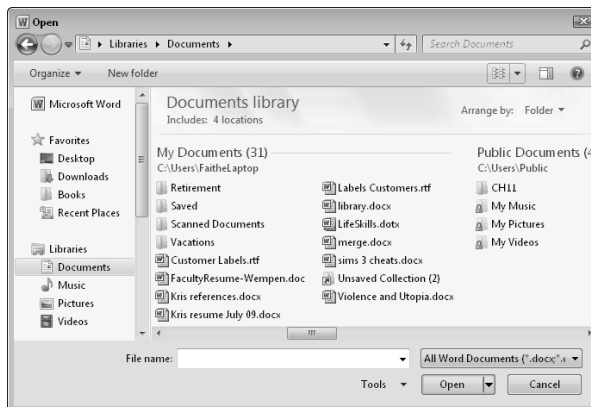 Open
Libraries Documents
Search Documents
Organize New folder
Microsoft Word
Favorites
Desktop
Downloads
Books
Recent Places
Libraries
Documents
Music
Pictures
Videos
Documents library
Includes: 4 locations
Arrange by: Folder
My Documents (31)
C:\Users\FaitheLaptop
Retirement
Saved
Scanned Documents
Vacations
Customer Labels.rtf
FacultyResume-Wempen.doc
Kris references.docx
Kris resume July 09.docx
Labels Customers.rtf
library.docx
LifeSkills.dotx
merge.docx
sims 3 cheats.docx
Unsaved Collection (2)
Violence and Utopia.docx
Public Documents (4
C:\Users\Public
CH11
My Music
My Pictures
My Videos
File name:
All Word Documents (*.docx;*.
Tools Open Cancel